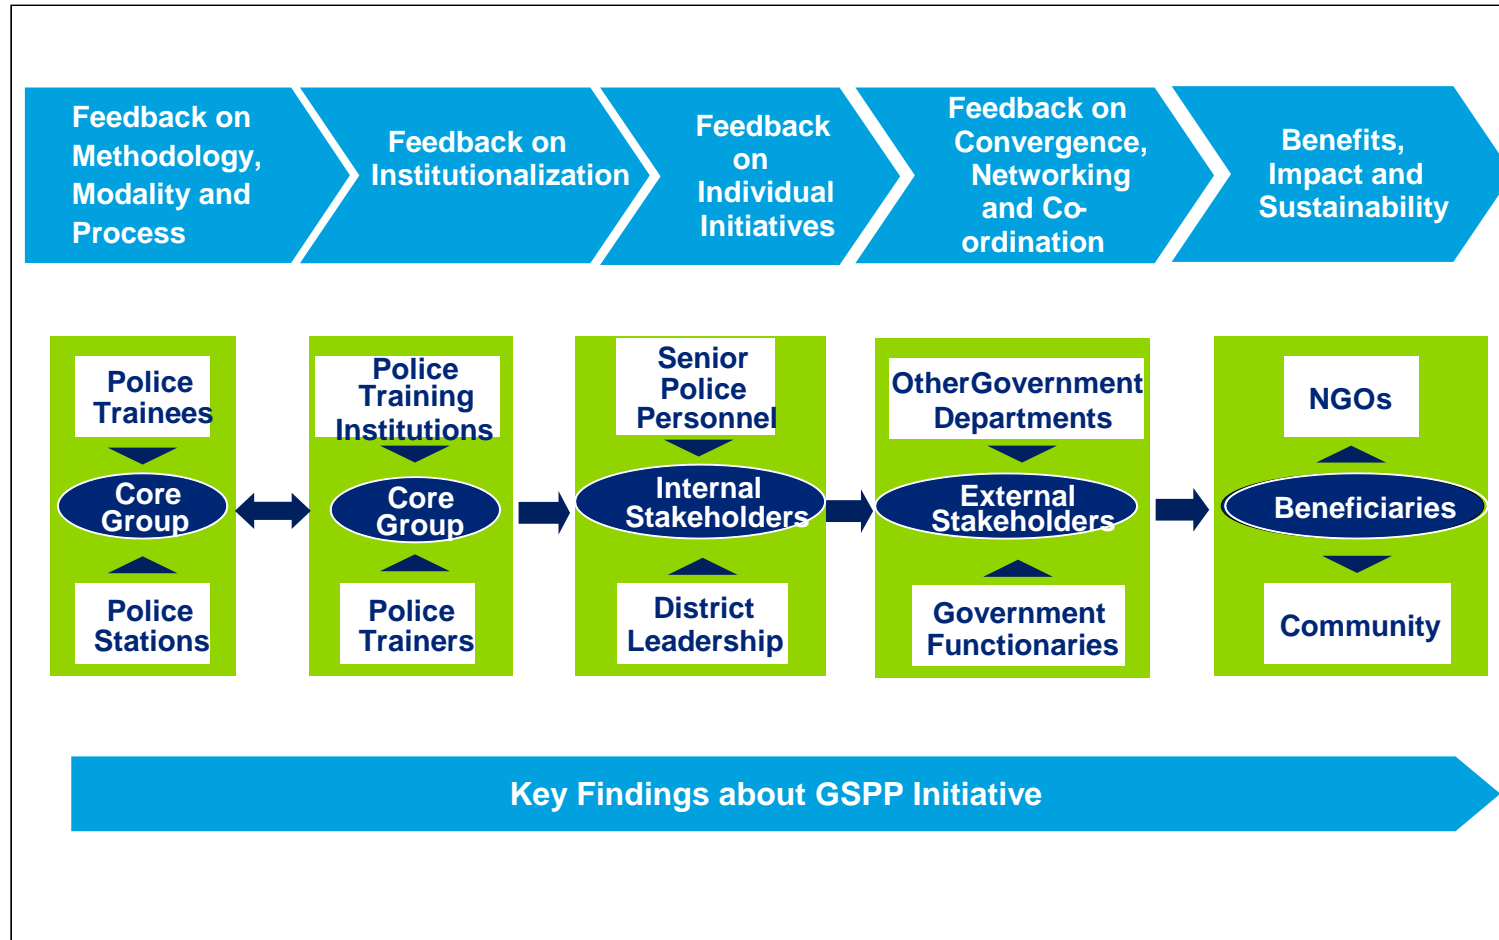 Feedback on
Methodology,
Modality and
Process
Feedback on
Institutionalization
Feedback
on
Individual
Initiatives
Feedback on
Convergence,
Networking
and Co-
ordination
Benefits,
Impact and
Sustainability
Police
Trainees
Core
Group
Police
Stations
Police
Training
Institutions
Core
Group
Police
Trainers
Senior
Police
Personnel
Internal
Stakeholders
District
Leadership
OtherGovernment
Departments
External
Stakeholders
Government
Functionaries
NGOs
Beneficiaries
Community
Key Findings about GSPP Initiative